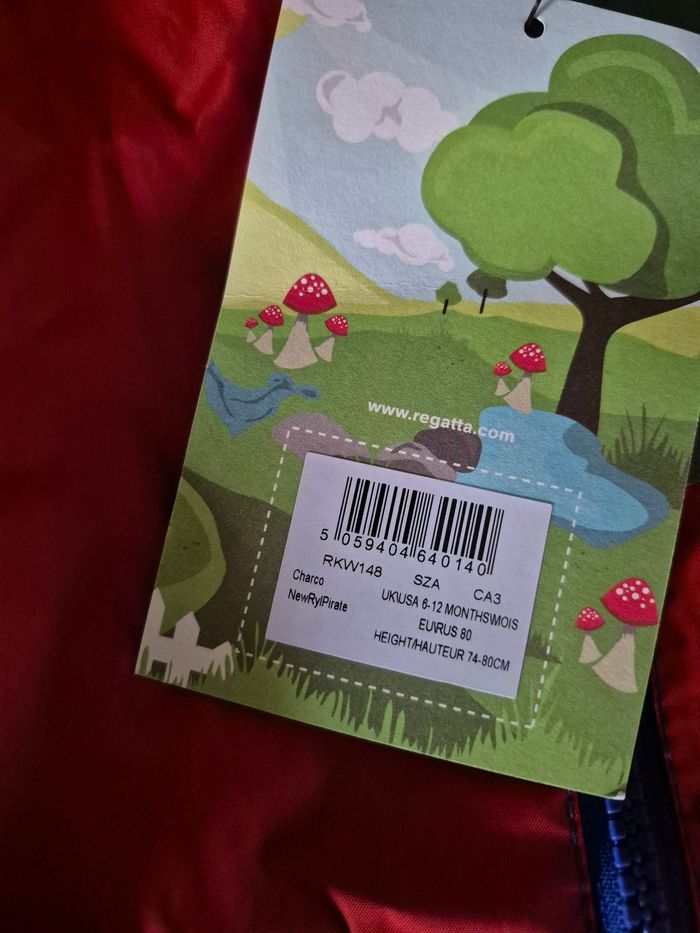 www.regatta.com
5 059404 640140
RKW148 SZA CA3
Charco UK\USA 6-12 MONTHS\MOIS
NewRylPirate EU\RUS 80
HEIGHT/HAUTEUR 74-80CM